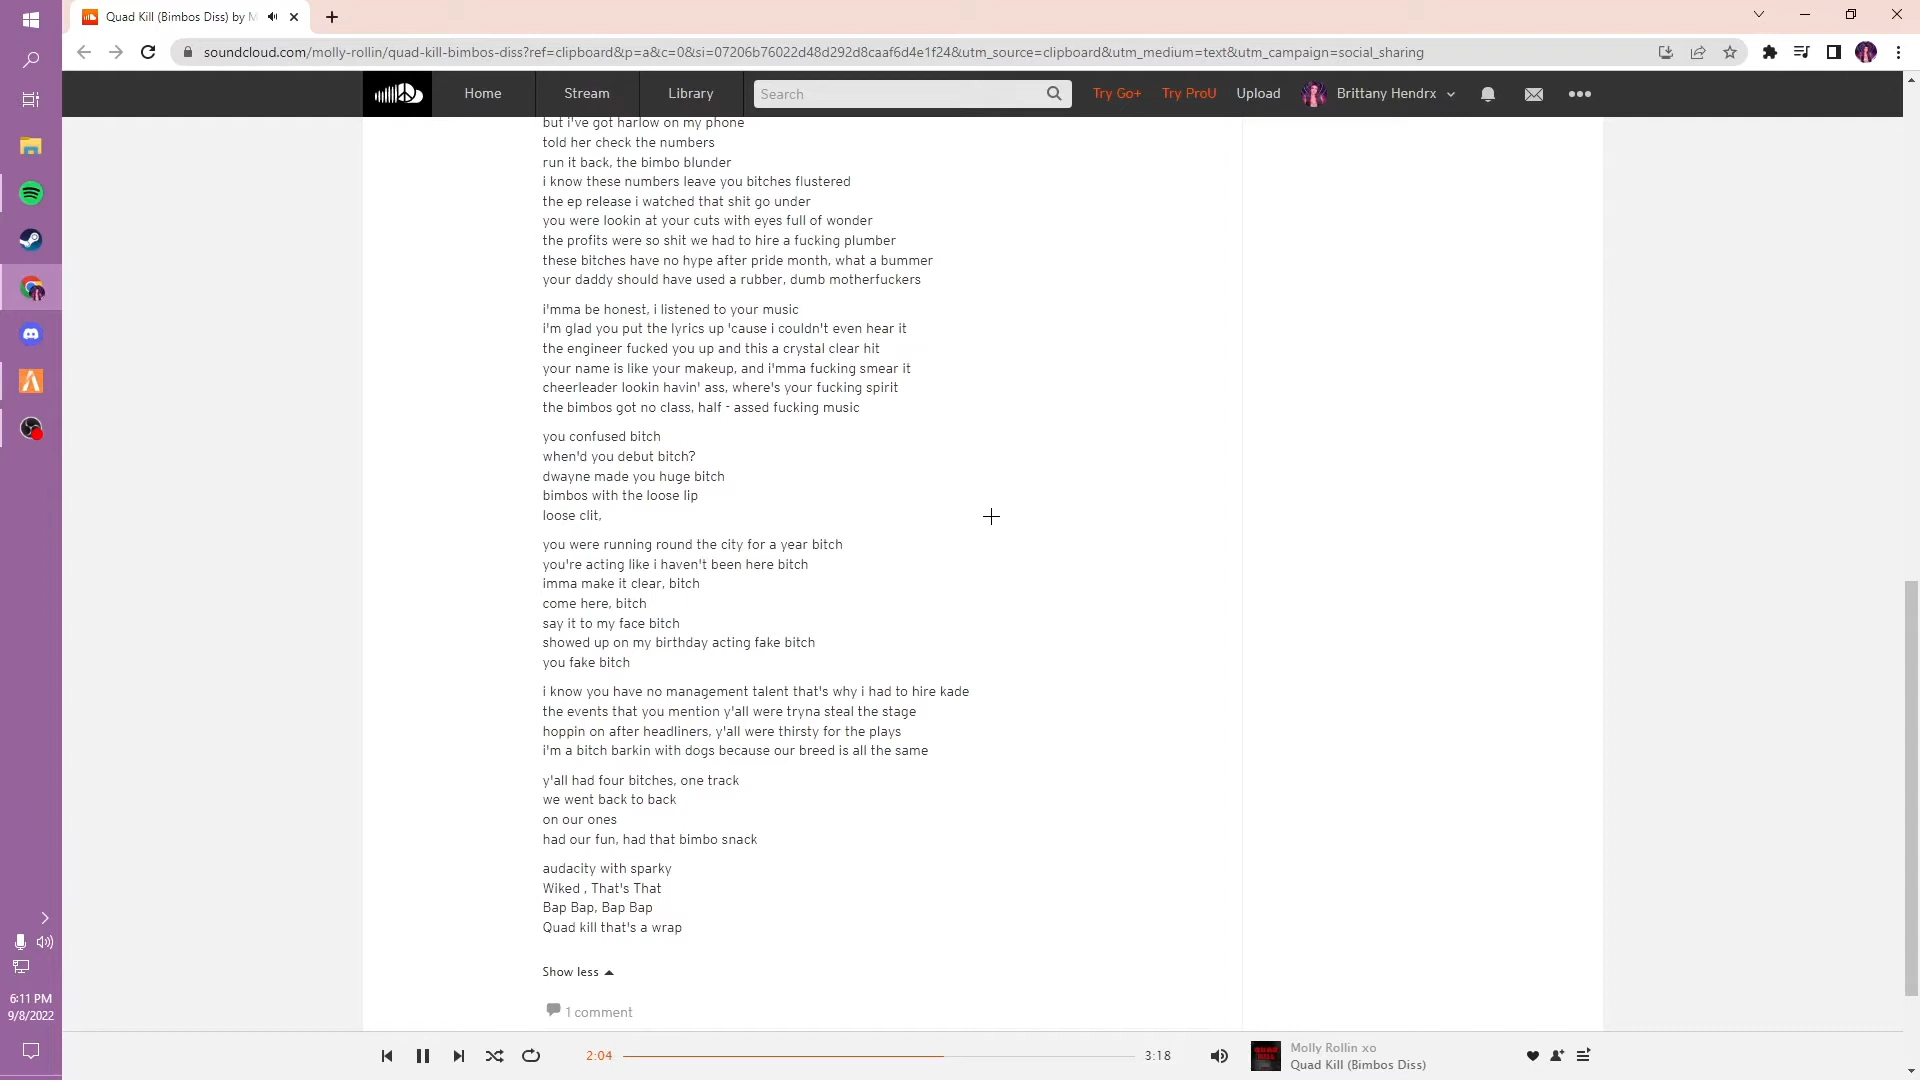 Quad Kill (Bimbos Diss) by M
soundcloud.com/molly-rollin/quad-kill-bimbos-diss?ref=clipboard&p=a&c=0&si=07206b76022d48d292d8caaf6d4e1f24&utm_source=clipboard&utm_medium=text&utm_campaign=social_sharing
Home Stream Library Search Try Go+ Try ProU Upload Brittany Hendrx
but i've got harlow on my phone
told her check the numbers
run it back, the bimbo blunder
i know these numbers leave you bitches flustered
the ep release i watched that shit go under
you were lookin at your cuts with eyes full of wonder
the profits were so shit we had to hire a fucking plumber
these bitches have no hype after pride month, what a bummer
your daddy should have used a rubber, dumb motherfuckers
i'mma be honest, i listened to your music
i'm glad you put the lyrics up 'cause i couldn't even hear it
the engineer fucked you up and this a crystal clear hit
your name is like your makeup, and i'mma fucking smear it
cheerleader lookin havin' ass, where's your fucking spirit
the bimbos got no class, half - assed fucking music
you confused bitch
when'd you debut bitch?
dwayne made you huge bitch
bimbos with the loose lip
loose clit,
you were running round the city for a year bitch
you're acting like i haven't been here bitch
imma make it clear, bitch
come here, bitch
say it to my face bitch
showed up on my birthday acting fake bitch
you fake bitch
i know you have no management talent that's why i had to hire kade
the events that you mention y'all were tryna steal the stage
hoppin on after headliners, y'all were thirsty for the plays
i'm a bitch barkin with dogs because our breed is all the same
y'all had four bitches, one track
we went back to back
on our ones
had our fun, had that bimbo snack
audacity with sparky
Wiked , That's That
Bap Bap, Bap Bap
Quad kill that's a wrap
Show less
1 comment
6:11 PM
9/8/2022
2:04 3:18
Molly Rollin xo
Quad Kill (Bimbos Diss)